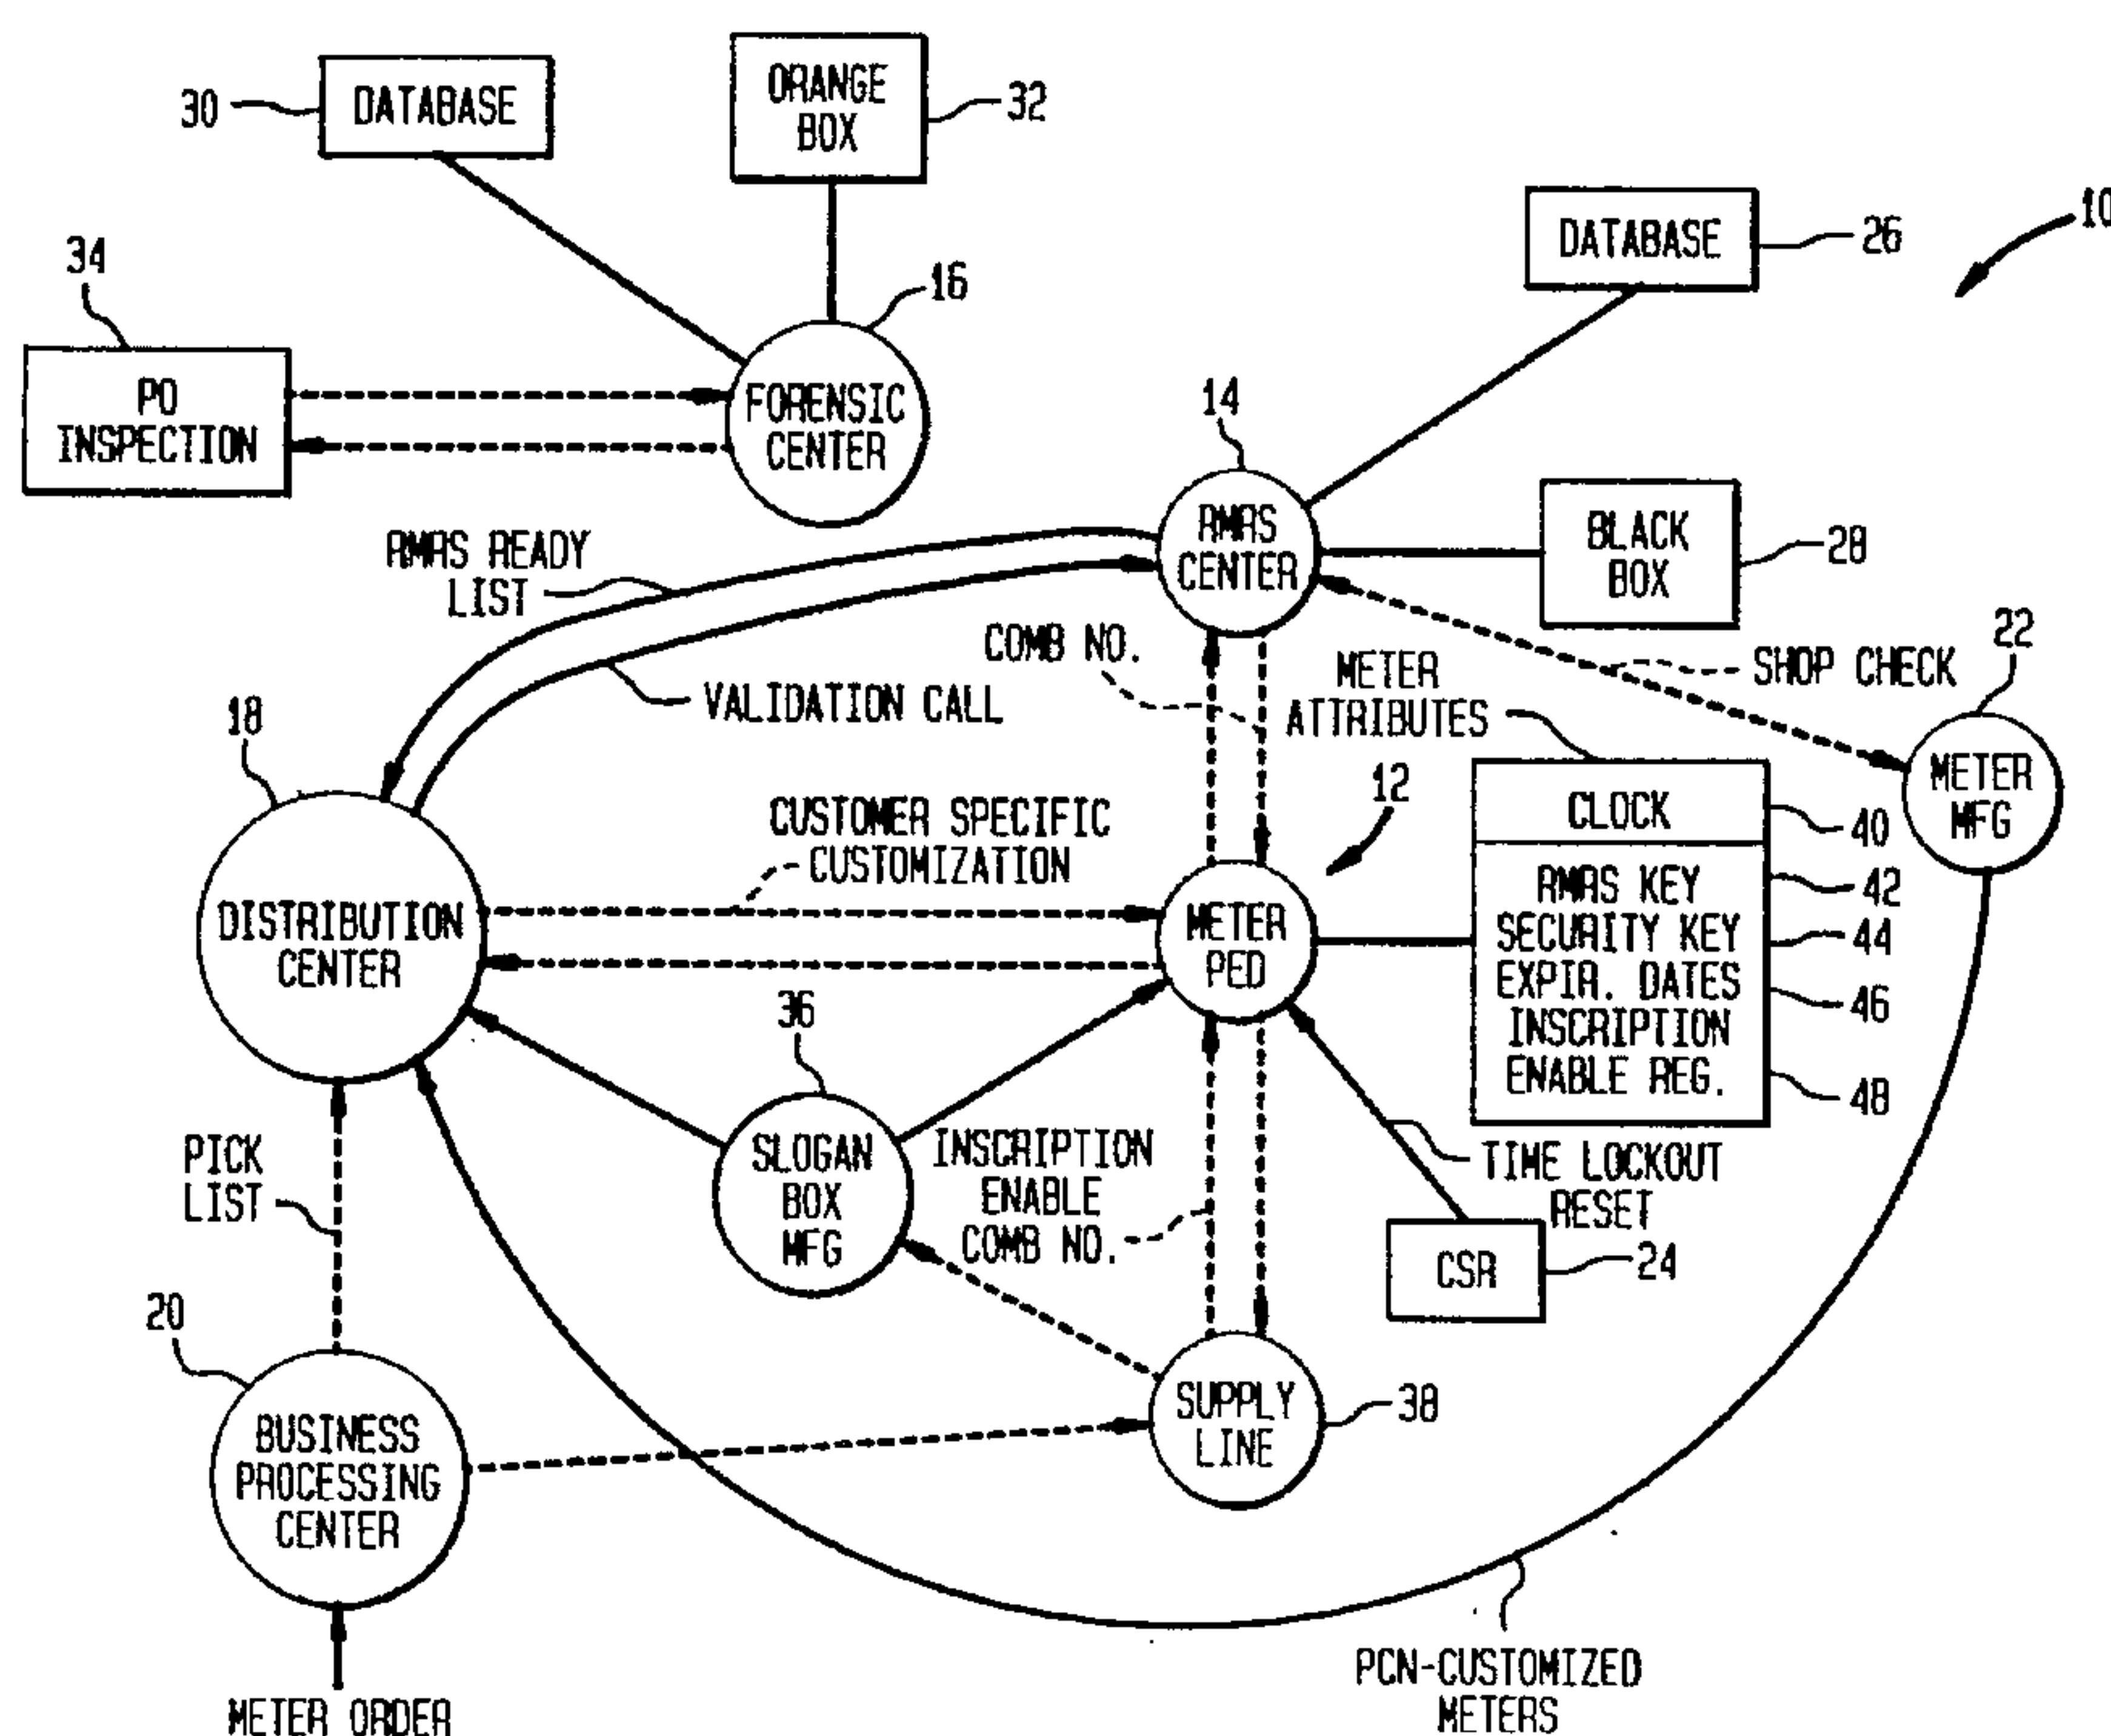 DATABASE
30
ORANGE
BOX
32
DATABASE
26
10
34
PO
INSPECTION
16
FORENSIC
CENTER
14
RMRS
CENTER
BLACK
BOX
28
RMRS READY
LIST
VALIDATION CALL
COMB NO.
METER
ATTRIBUTES
SHOP CHECK
22
METER
MFG
18
DISTRIBUTION
CENTER
CUSTOMER SPECIFIC
CUSTOMIZATION
12
METER
PED
CLOCK
40
RMRS KEY
42
SECURITY KEY
44
EXPIR. DATES
46
INSCRIPTION
ENABLE REG.
48
36
SLOGAN
BOX
MFG
INSCRIPTION
ENABLE
COMB NO.
TIME LOCKOUT
RESET
CSR
24
PICK
LIST
20
BUSINESS
PROCESSING
CENTER
SUPPLY
LINE
38
METER ORDER
PCN-CUSTOMIZED
METERS